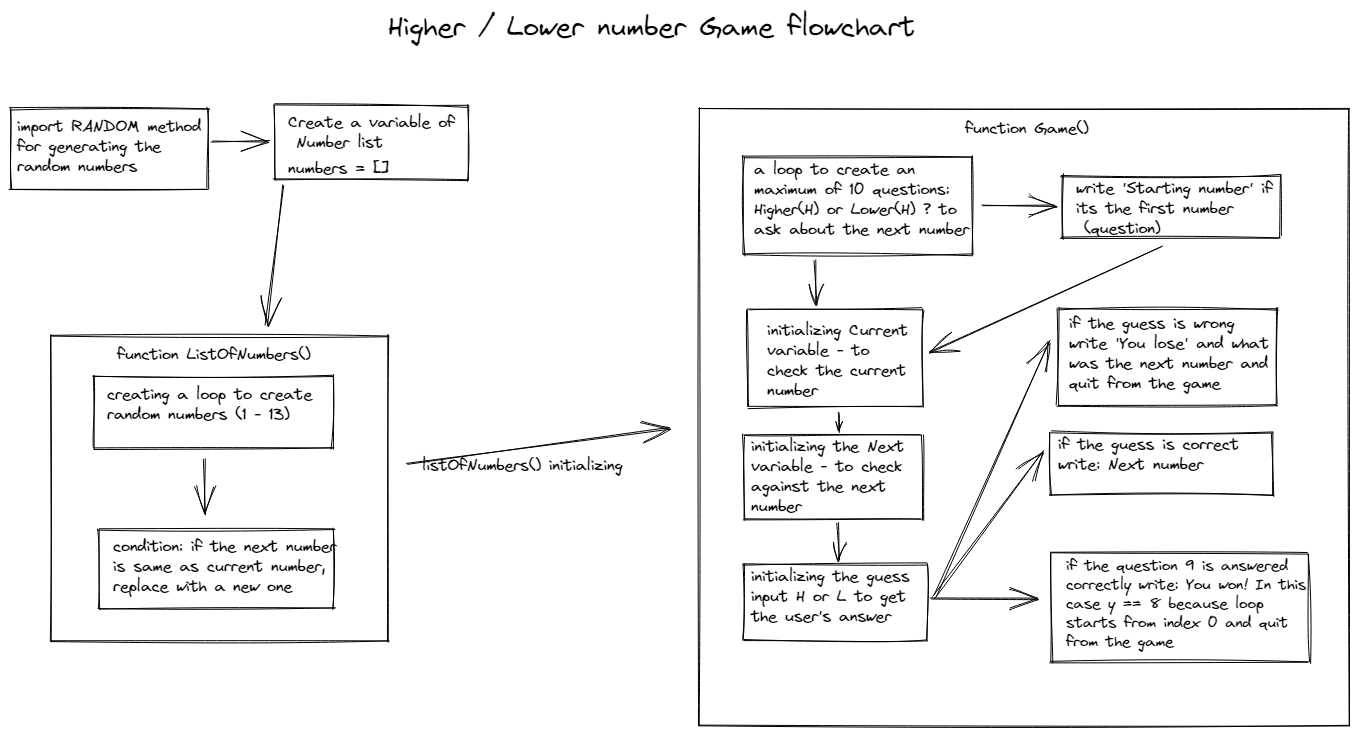 Higher / Lower number Game flowchart
import RANDOM method
for generating the
random numbers
Create a variable of
Number list
numbers = []
function ListOfNumbers()
creating a loop to create
random numbers (1 - 13)
condition: if the next number
is same as current number,
replace with a new one
listOfNumbers() initializing
function Game()
a loop to create an
maximum of 10 questions:
Higher(H) or Lower(H) ? to
ask about the next number
write 'Starting number' if
its the first number
(question)
initializing Current
variable - to
check the current
number
initializing the Next
variable - to check
against the next
number
initializing the guess
input H or L to get
the user's answer
if the guess is wrong
write 'You lose' and what
was the next number and
quit from the game
if the guess is correct
write: Next number
if the question 9 is answered
correctly write: You won! In this
case y == 8 because loop
starts from index 0 and quit
from the game